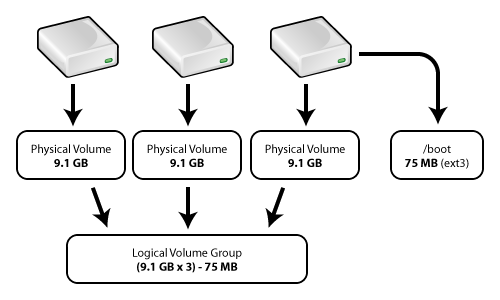 Physical Volume
9.1 GB
Physical Volume
9.1 GB
Physical Volume
9.1 GB
/boot
75 MB (ext3)
Logical Volume Group
(9.1 GB x 3) - 75 MB